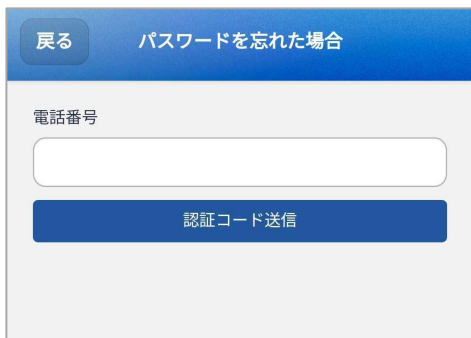 戻る パスワードを忘れた場合
電話番号
認証コード送信